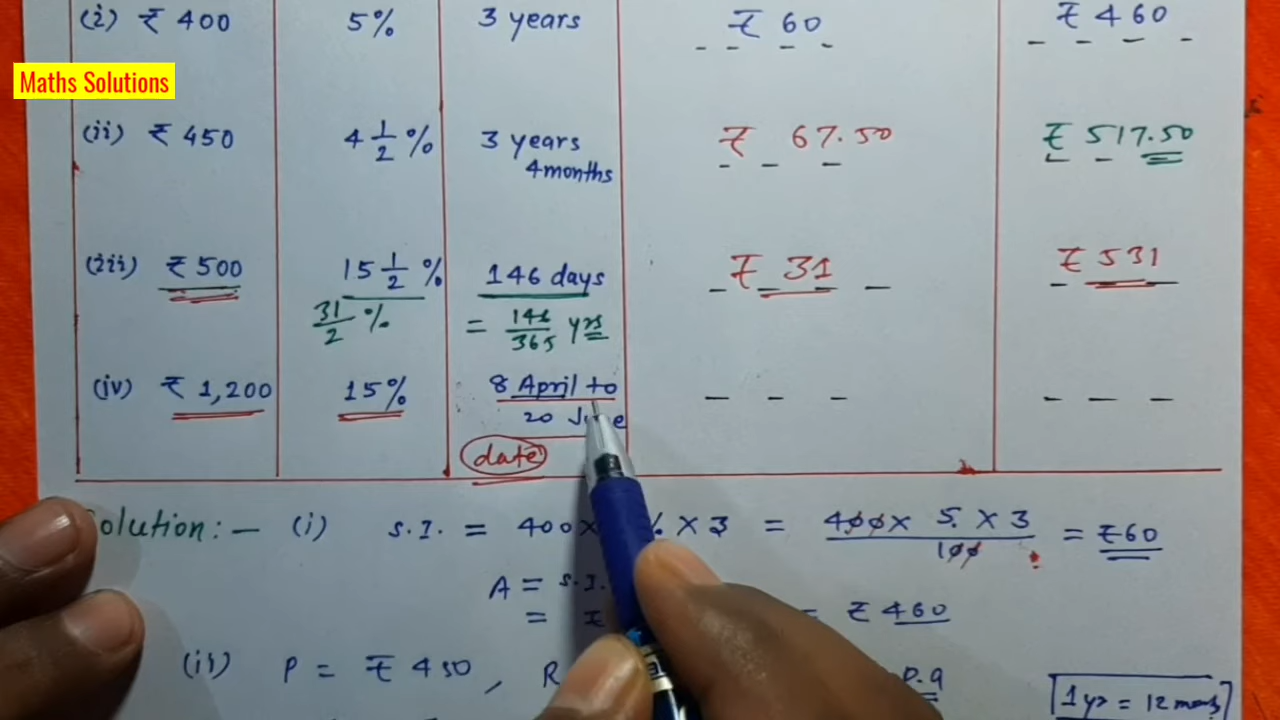 (i) ₹ 400 5% 3 years ₹ 60 ₹ 460
Maths Solutions
(ii) ₹ 450 4 1/2 % 3 years ₹ 67.50 ₹ 517.50
4months
(iii) ₹ 500 15 1/2 % 146 days ₹ 31 ₹ 531
31/2 % = 146/365 yrs
(iv) ₹ 1,200 15% 8 April to
20 June
date
Solution:- (i) S.I. = 400 × % × 3 = 400 × 5 × 3 / 100 = ₹60
A = S.I.
= ₹ = ₹ 460
(ii) P = ₹ 450, R P.a
1 yr = 12 months